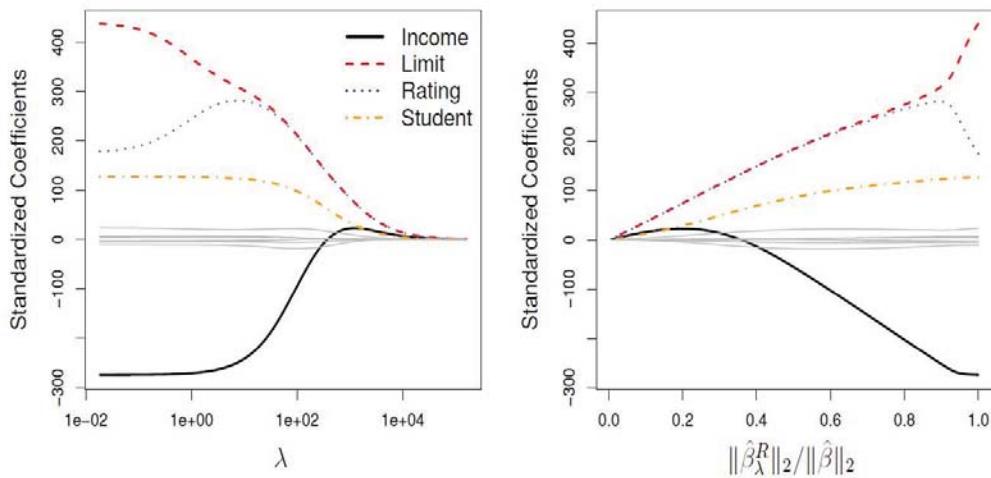 Standardized Coefficients
400
300
200
100
0
−100
−300
1e−02
1e+00
1e+02
1e+04
λ
Income
Limit
Rating
Student
Standardized Coefficients
400
300
200
100
0
−100
−300
0.0
0.2
0.4
0.6
0.8
1.0
‖β̂λᴿ‖₂/‖β̂‖₂